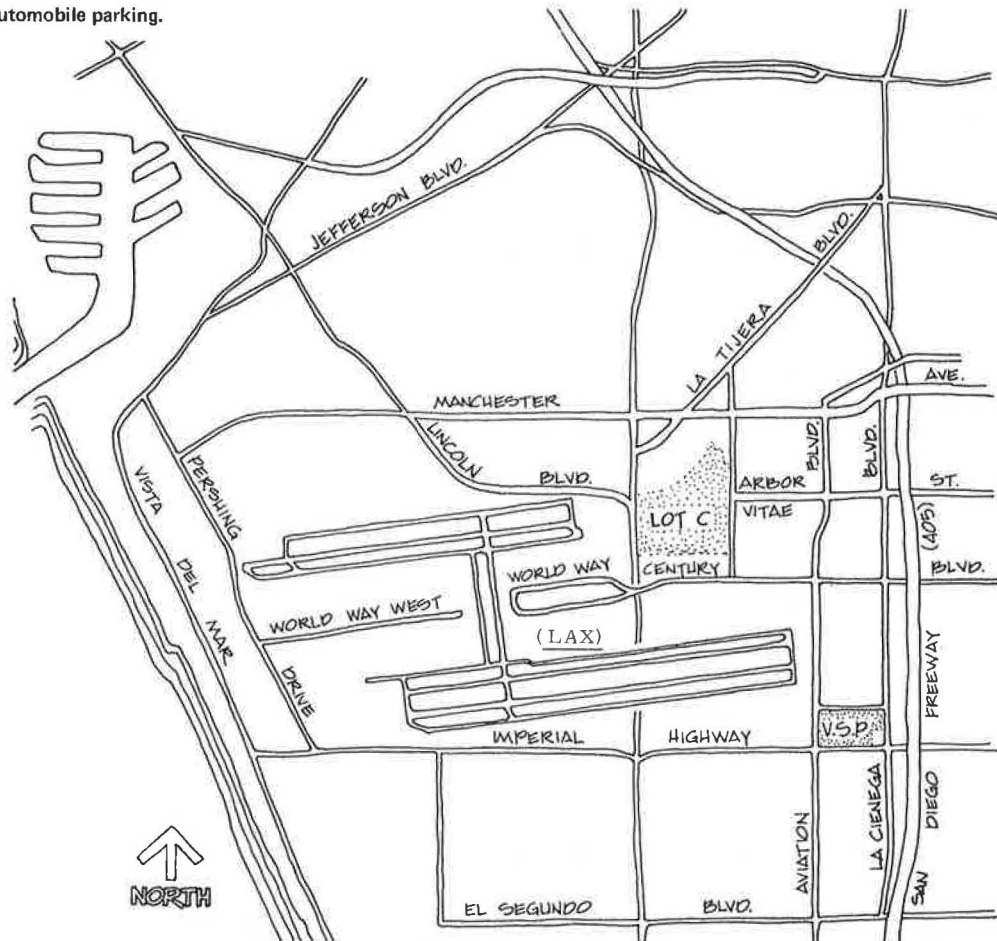 utomobile parking.
JEFFERSON BLVD.
LA TIJERA BLVD.
MANCHESTER AVE.
LINCOLN BLVD.
PERSHING DRIVE
VISTA DEL MAR
BLVD.
BLVD.
ARBOR VITAE ST.
LOT C
(405)
WORLD WAY
CENTURY BLVD.
WORLD WAY WEST
(LAX)
IMPERIAL HIGHWAY
V.S.P.
AVIATION
LA CIENEGA
SAN DIEGO FREEWAY
NORTH
EL SEGUNDO BLVD.